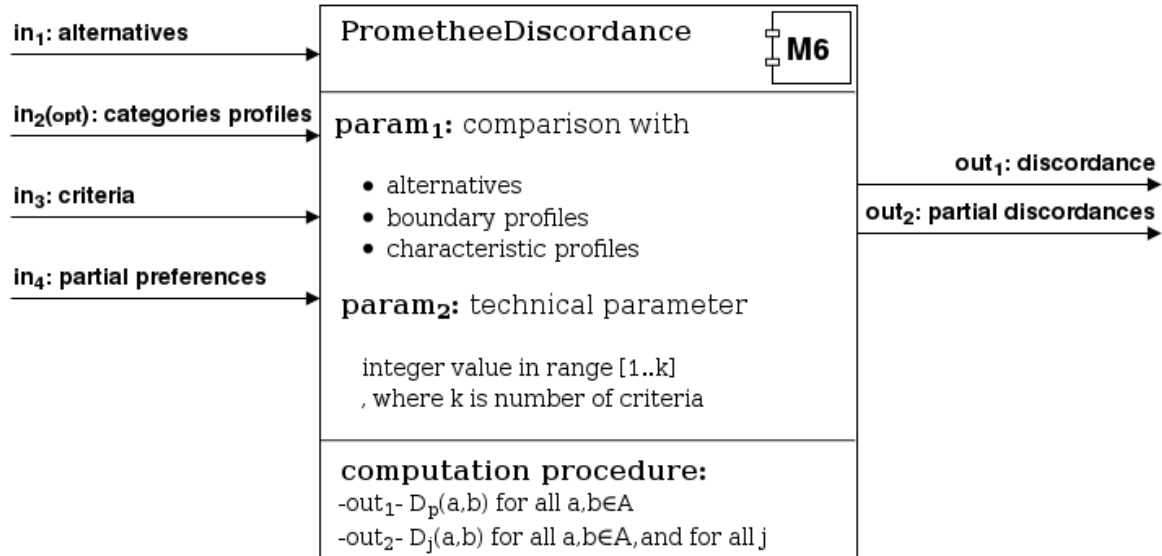 in₁: alternatives
in₂(opt): categories profiles
in₃: criteria
in₄: partial preferences
PrometheeDiscordance
M6
param₁: comparison with
• alternatives
• boundary profiles
• characteristic profiles
param₂: technical parameter
integer value in range [1..k]
, where k is number of criteria
computation procedure:
-out₁- Dₚ(a,b) for all a,b∈A
-out₂- Dⱼ(a,b) for all a,b∈A,and for all j
out₁: discordance
out₂: partial discordances